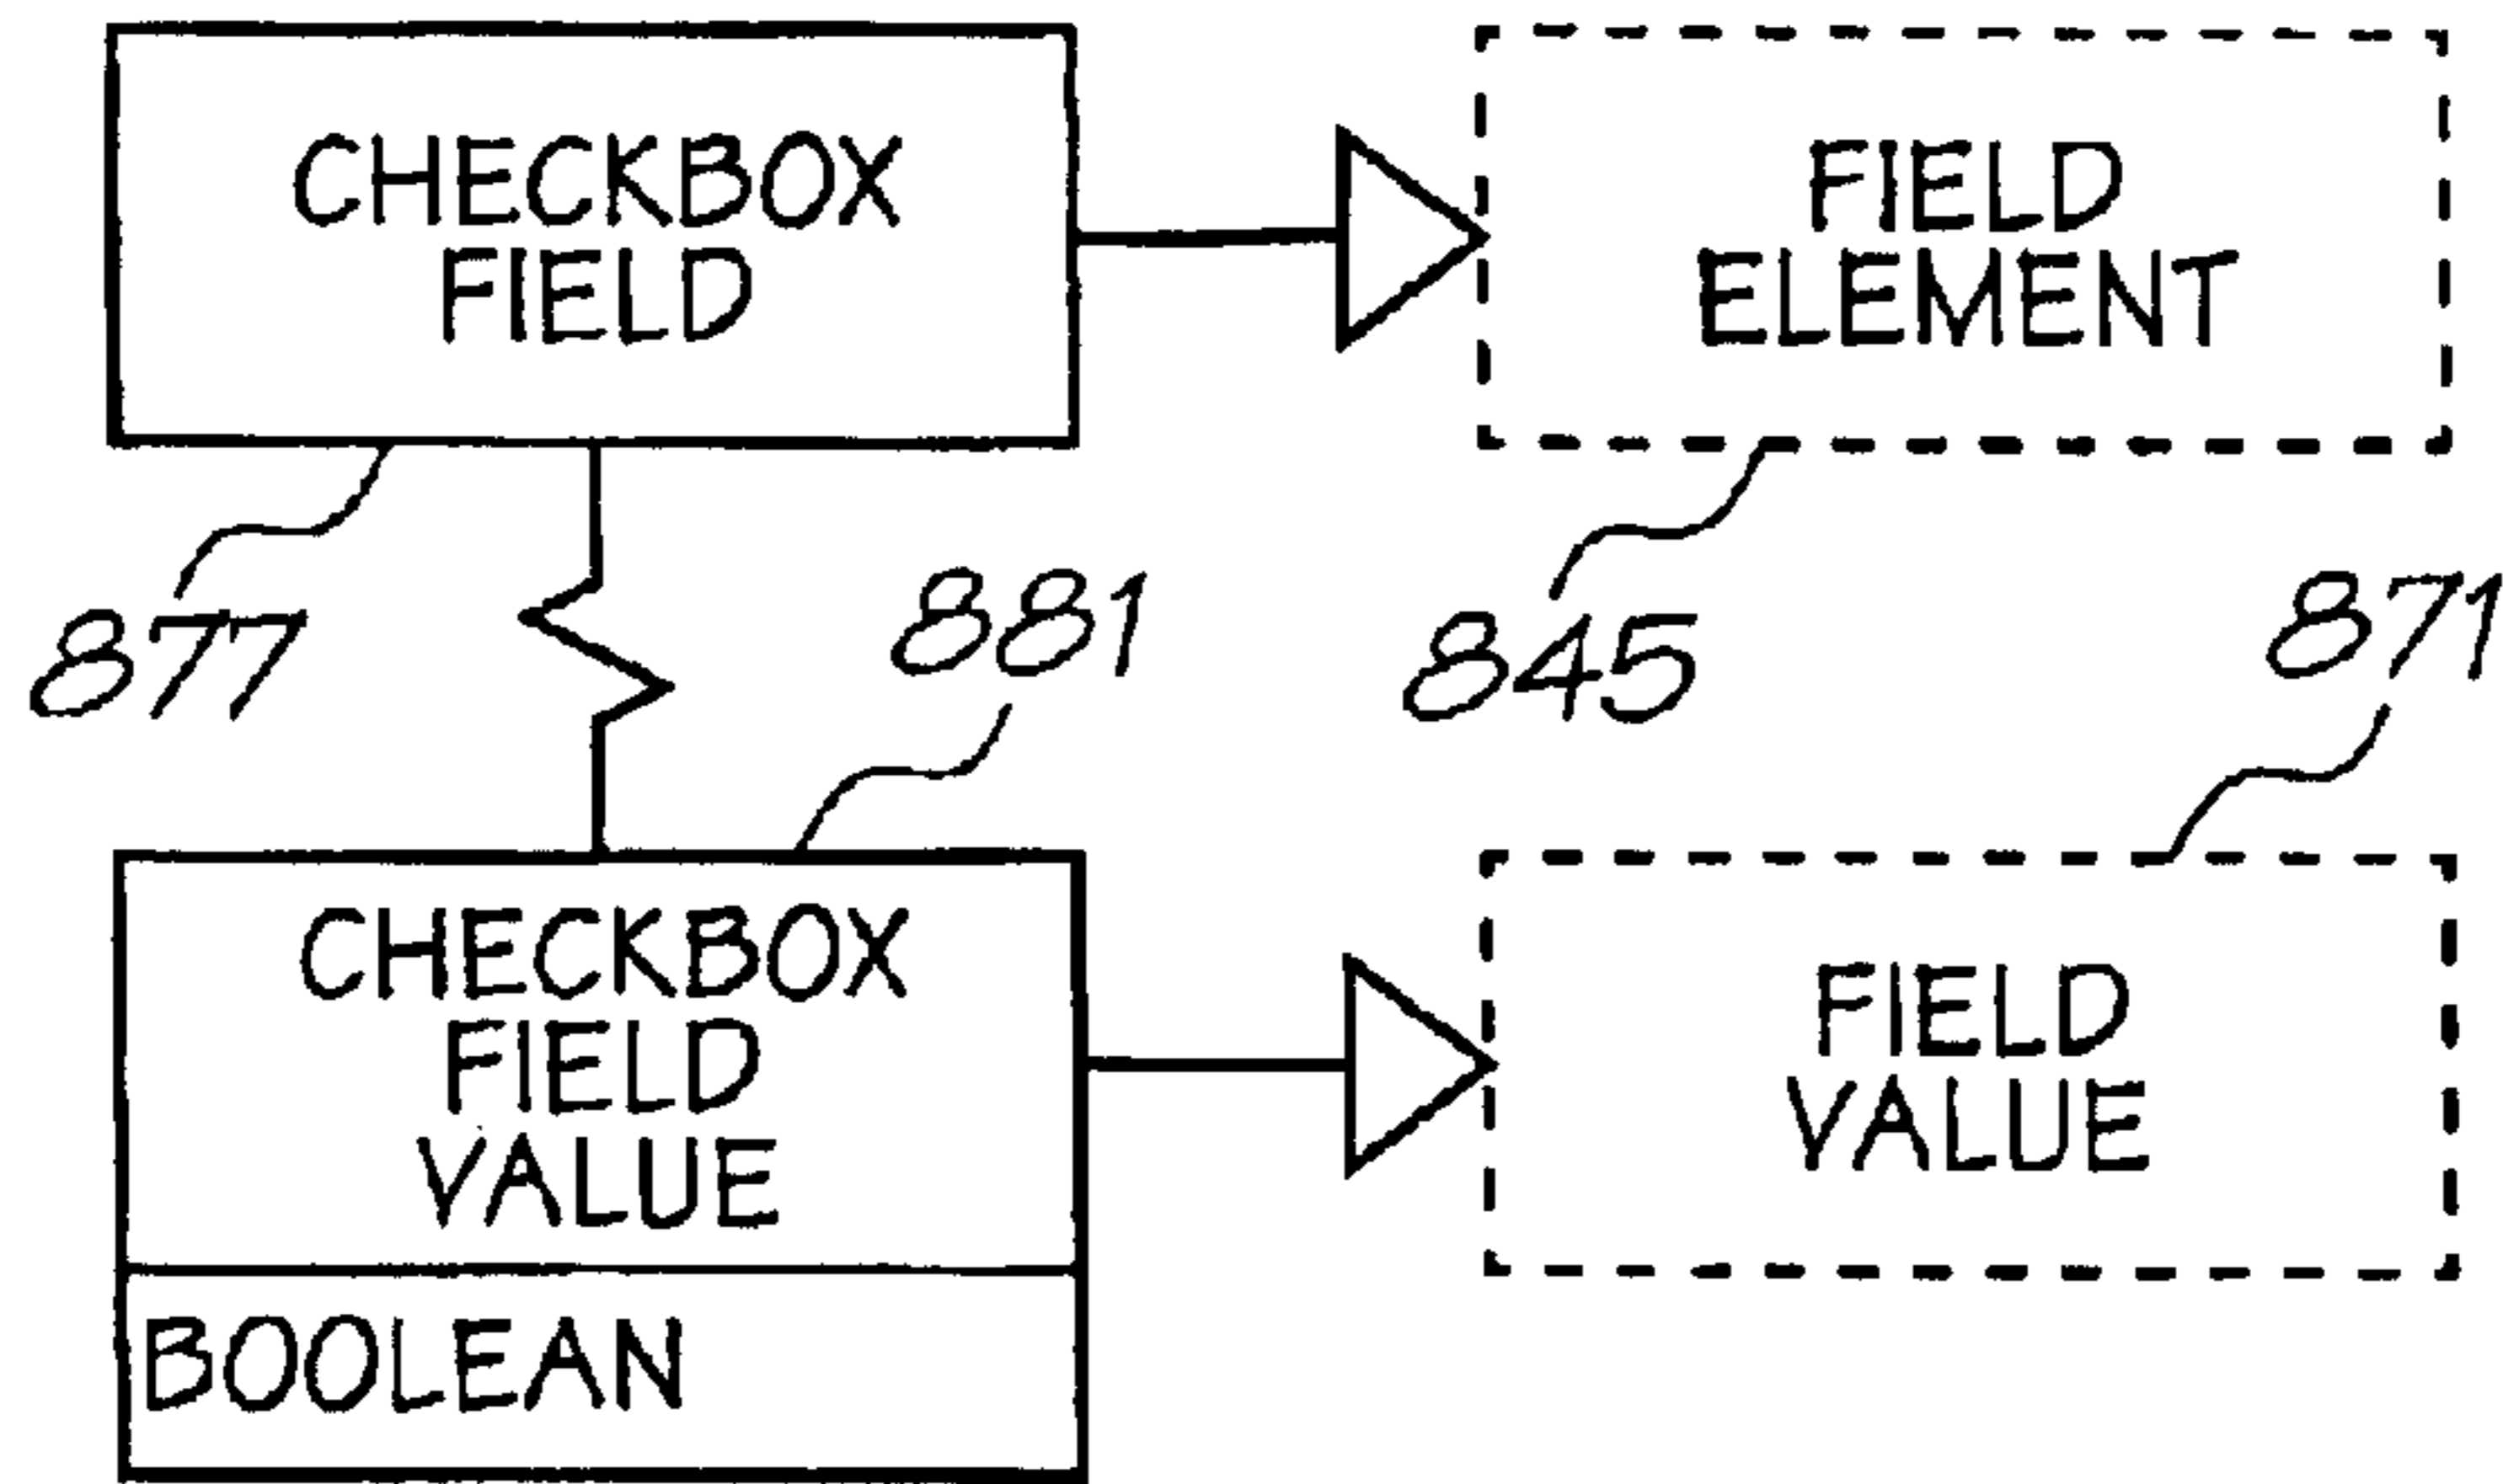 CHECKBOX
FIELD
FIELD
ELEMENT
877
881
845
871
CHECKBOX
FIELD
VALUE
BOOLEAN
FIELD
VALUE